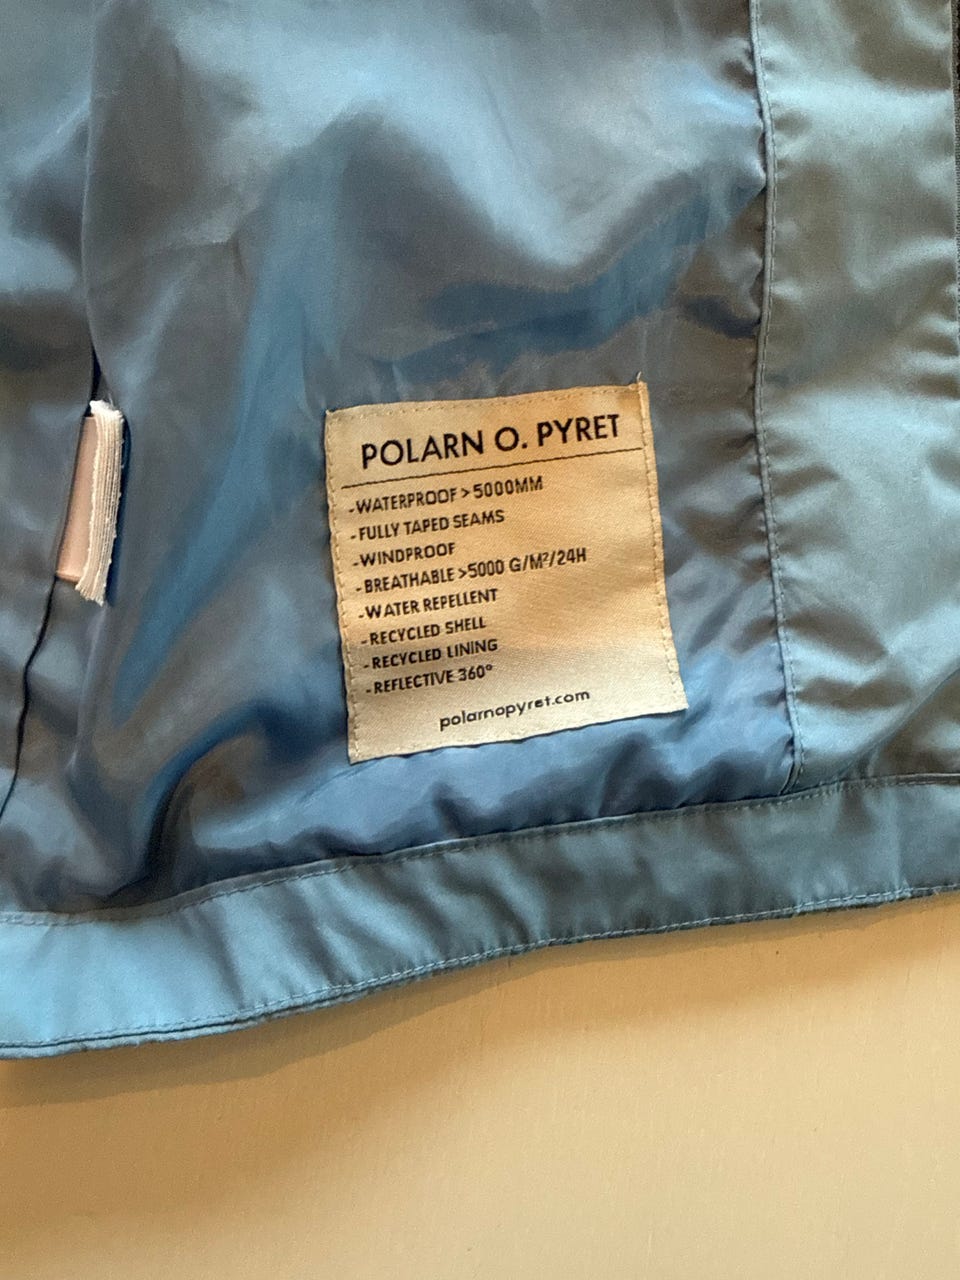 POLARN O. PYRET
-WATERPROOF >5000MM
-FULLY TAPED SEAMS
-WINDPROOF
-BREATHABLE >5000 G/M²/24H
-WATER REPELLENT
-RECYCLED SHELL
-RECYCLED LINING
-REFLECTIVE 360°
polarnopyret.com